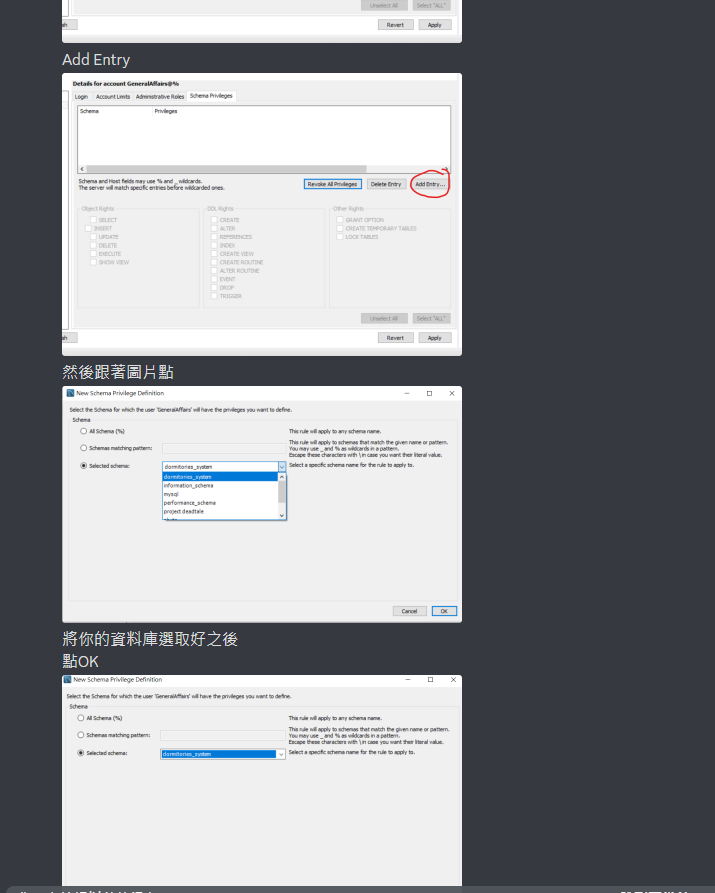 Unselect All Select "ALL"
Revert Apply
Add Entry
Details for account GeneralAffairs@%
Login Account Limits Administrative Roles Schema Privileges
Schema Privileges
Schema and Host fields may use % and _ wildcards.
The server will match specific entries before wildcarded ones.
Revoke All Privileges Delete Entry Add Entry...
Object Rights DDL Rights Other Rights
SELECT CREATE GRANT OPTION
INSERT ALTER CREATE TEMPORARY TABLES
UPDATE REFERENCES LOCK TABLES
DELETE INDEX
EXECUTE CREATE VIEW
SHOW VIEW CREATE ROUTINE
ALTER ROUTINE
EVENT
DROP
TRIGGER
Unselect All Select "ALL"
Revert Apply
然後跟著圖片點
New Schema Privilege Definition
Select the Schema for which the user 'GeneralAffairs' will have the privileges you want to define.
Schema
All Schema (%) This rule will apply to any schema name.
Schemas matching pattern: This rule will apply to schemas that match the given name or pattern.
You may use _ and % as wildcards in a pattern.
Escape these characters with '\' in case you want their literal value.
Selected schema: dormitories_system Select a specific schema name for the rule to apply to.
dormitories_system
information_schema
mysql
performance_schema
project deadtale
Cancel OK
將你的資料庫選取好之後
點OK
New Schema Privilege Definition
Select the Schema for which the user 'GeneralAffairs' will have the privileges you want to define.
Schema
All Schema (%) This rule will apply to any schema name.
Schemas matching pattern: This rule will apply to schemas that match the given name or pattern.
You may use _ and % as wildcards in a pattern.
Escape these characters with '\' in case you want their literal value.
Selected schema: dormitories_system Select a specific schema name for the rule to apply to.